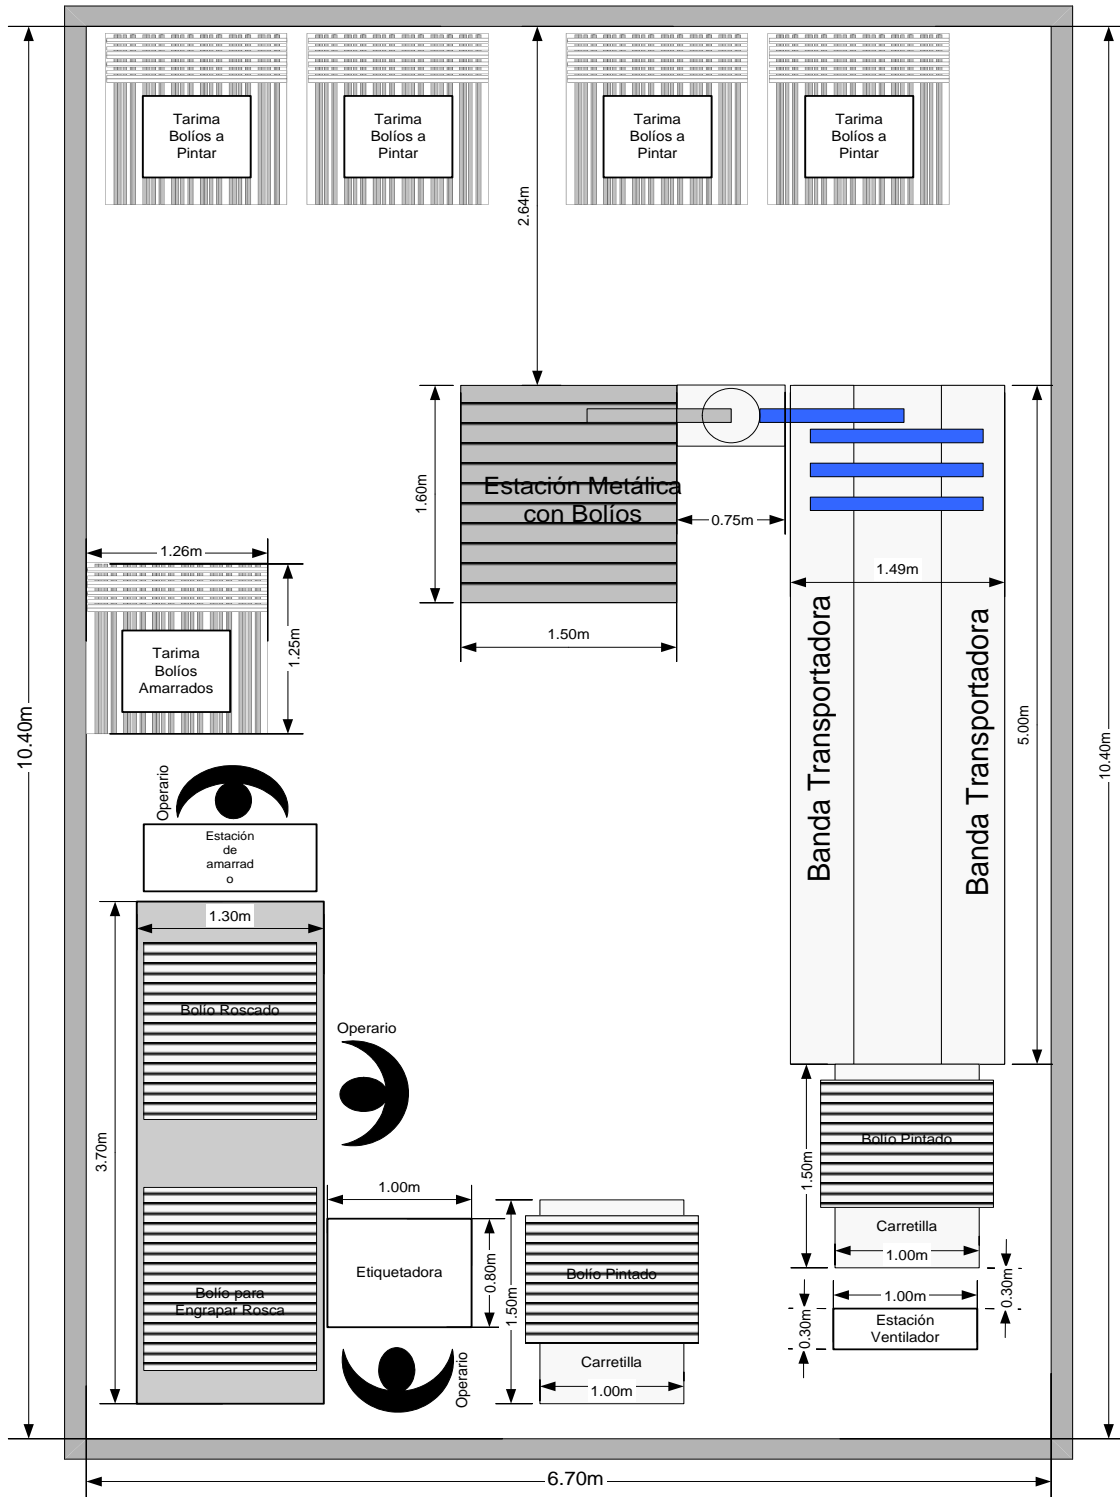 Tarima
Bolíos a
Pintar
Tarima
Bolíos a
Pintar
Tarima
Bolíos a
Pintar
Tarima
Bolíos a
Pintar
2.64m
10.40m
10.40m
1.60m
Estación Metálica
con Bolíos
0.75m
1.50m
1.49m
Banda Transportadora
Banda Transportadora
5.00m
1.26m
1.25m
Tarima
Bolíos
Amarrados
Operario
Estación
de
amarrad
o
1.30m
3.70m
Bolío Roscado
Operario
Bolío para
Engrapar Rosca
1.00m
Etiquetadora
0.80m
Operario
1.50m
Bolío Pintado
Carretilla
1.00m
1.50m
Bolío Pintado
Carretilla
1.00m
0.30m
1.00m
0.30m
Estación
Ventilador
6.70m